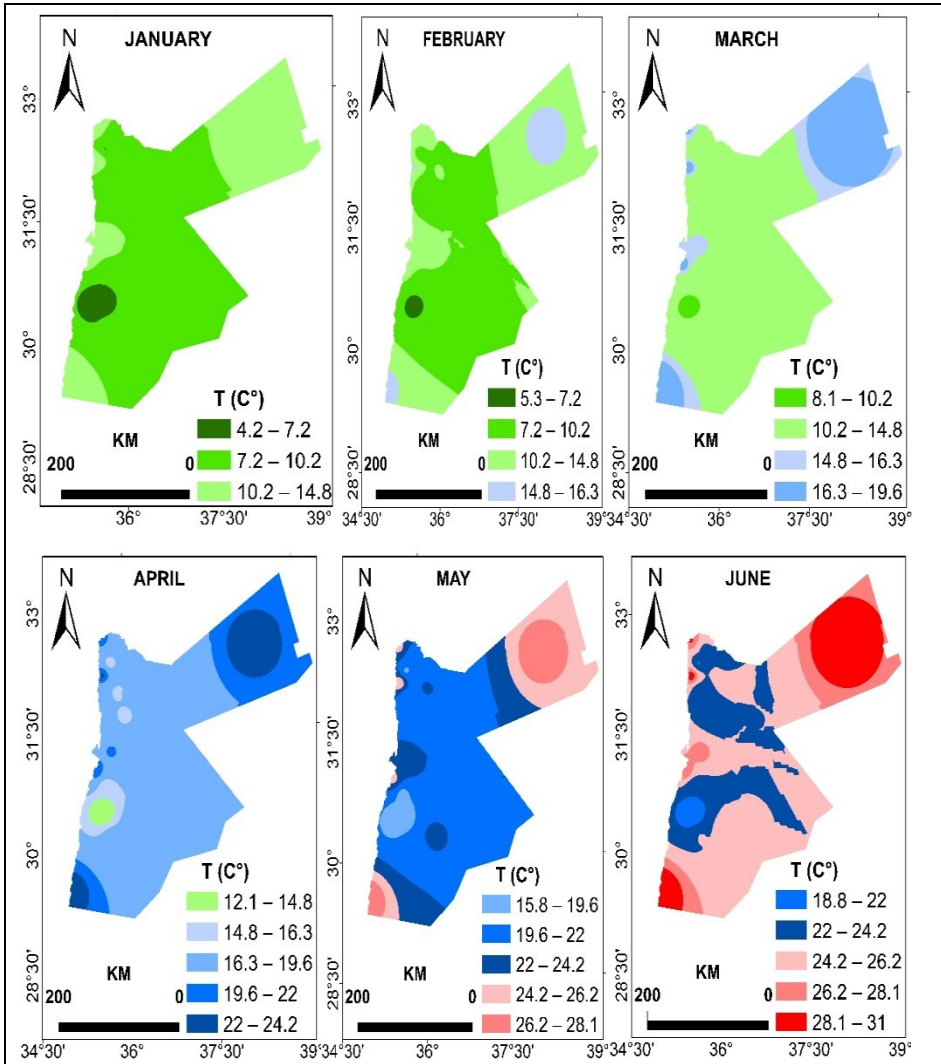 N
JANUARY
33°
31°30'
30°
28°30'
T (C°)
4.2 – 7.2
7.2 – 10.2
10.2 – 14.8
KM
200 0
36° 37°30' 39°
N
FEBRUARY
33°
31°30'
30°
28°30'
T (C°)
5.3 – 7.2
7.2 – 10.2
10.2 – 14.8
14.8 – 16.3
KM
200 0
34°30' 36° 37°30' 39°
N
MARCH
33°
31°30'
30°
28°30'
T (C°)
8.1 – 10.2
10.2 – 14.8
14.8 – 16.3
16.3 – 19.6
KM
200 0
36° 37°30' 39°
N
APRIL
33°
31°30'
30°
28°30'
T (C°)
12.1 – 14.8
14.8 – 16.3
16.3 – 19.6
19.6 – 22
22 – 24.2
KM
200 0
34°30' 36° 37°30' 39°
N
MAY
33°
31°30'
30°
28°30'
T (C°)
15.8 – 19.6
19.6 – 22
22 – 24.2
24.2 – 26.2
26.2 – 28.1
KM
200 0
34°30' 36° 37°30' 39°
N
JUNE
33°
31°30'
30°
28°30'
T (C°)
18.8 – 22
22 – 24.2
24.2 – 26.2
26.2 – 28.1
28.1 – 31
KM
200 0
34°30' 36° 37°30' 39°